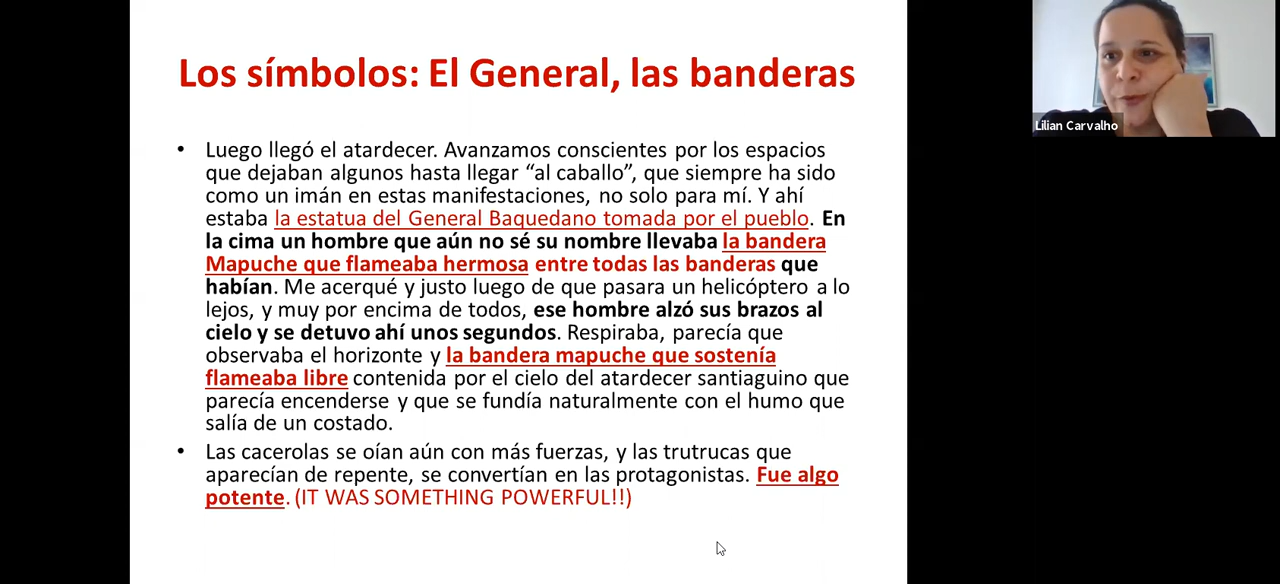 Los símbolos: El General, las banderas
• Luego llegó el atardecer. Avanzamos conscientes por los espacios
que dejaban algunos hasta llegar “al caballo”, que siempre ha sido
como un imán en estas manifestaciones, no solo para mí. Y ahí
estaba la estatua del General Baquedano tomada por el pueblo. En
la cima un hombre que aún no sé su nombre llevaba la bandera
Mapuche que flameaba hermosa entre todas las banderas que
habían. Me acerqué y justo luego de que pasara un helicóptero a lo
lejos, y muy por encima de todos, ese hombre alzó sus brazos al
cielo y se detuvo ahí unos segundos. Respiraba, parecía que
observaba el horizonte y la bandera mapuche que sostenía
flameaba libre contenida por el cielo del atardecer santiaguino que
parecía encenderse y que se fundía naturalmente con el humo que
salía de un costado.
• Las cacerolas se oían aún con más fuerzas, y las trutrucas que
aparecían de repente, se convertían en las protagonistas. Fue algo
potente. (IT WAS SOMETHING POWERFUL!!)
Lilian Carvalho